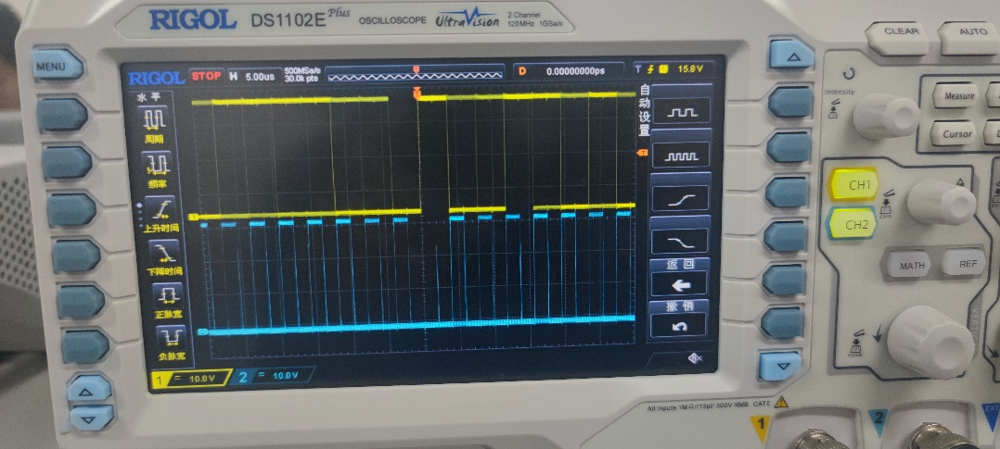 RIGOL DS1102E Plus OSCILLOSCOPE UltraVision 2 Channel
120MHz 1GSa/s
CLEAR AUTO
MENU
RIGOL STOP H 5.00us 500MSa/s
30.0k pts
D 0.00000000ps T 15.8V
水平
周期
频率
上升时间
下降时间
正脉宽
负脉宽
自动设置
返回
撤销
1 = 10.0V 2 = 10.0V
Intensity
Measure
Cursor
CH1
CH2
MATH REF
All Inputs 1M
300V RMS CAT I
1 2 EXT